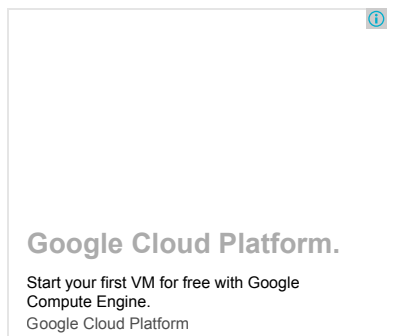 Google Cloud Platform.
Start your first VM for free with Google
Compute Engine.
Google Cloud Platform